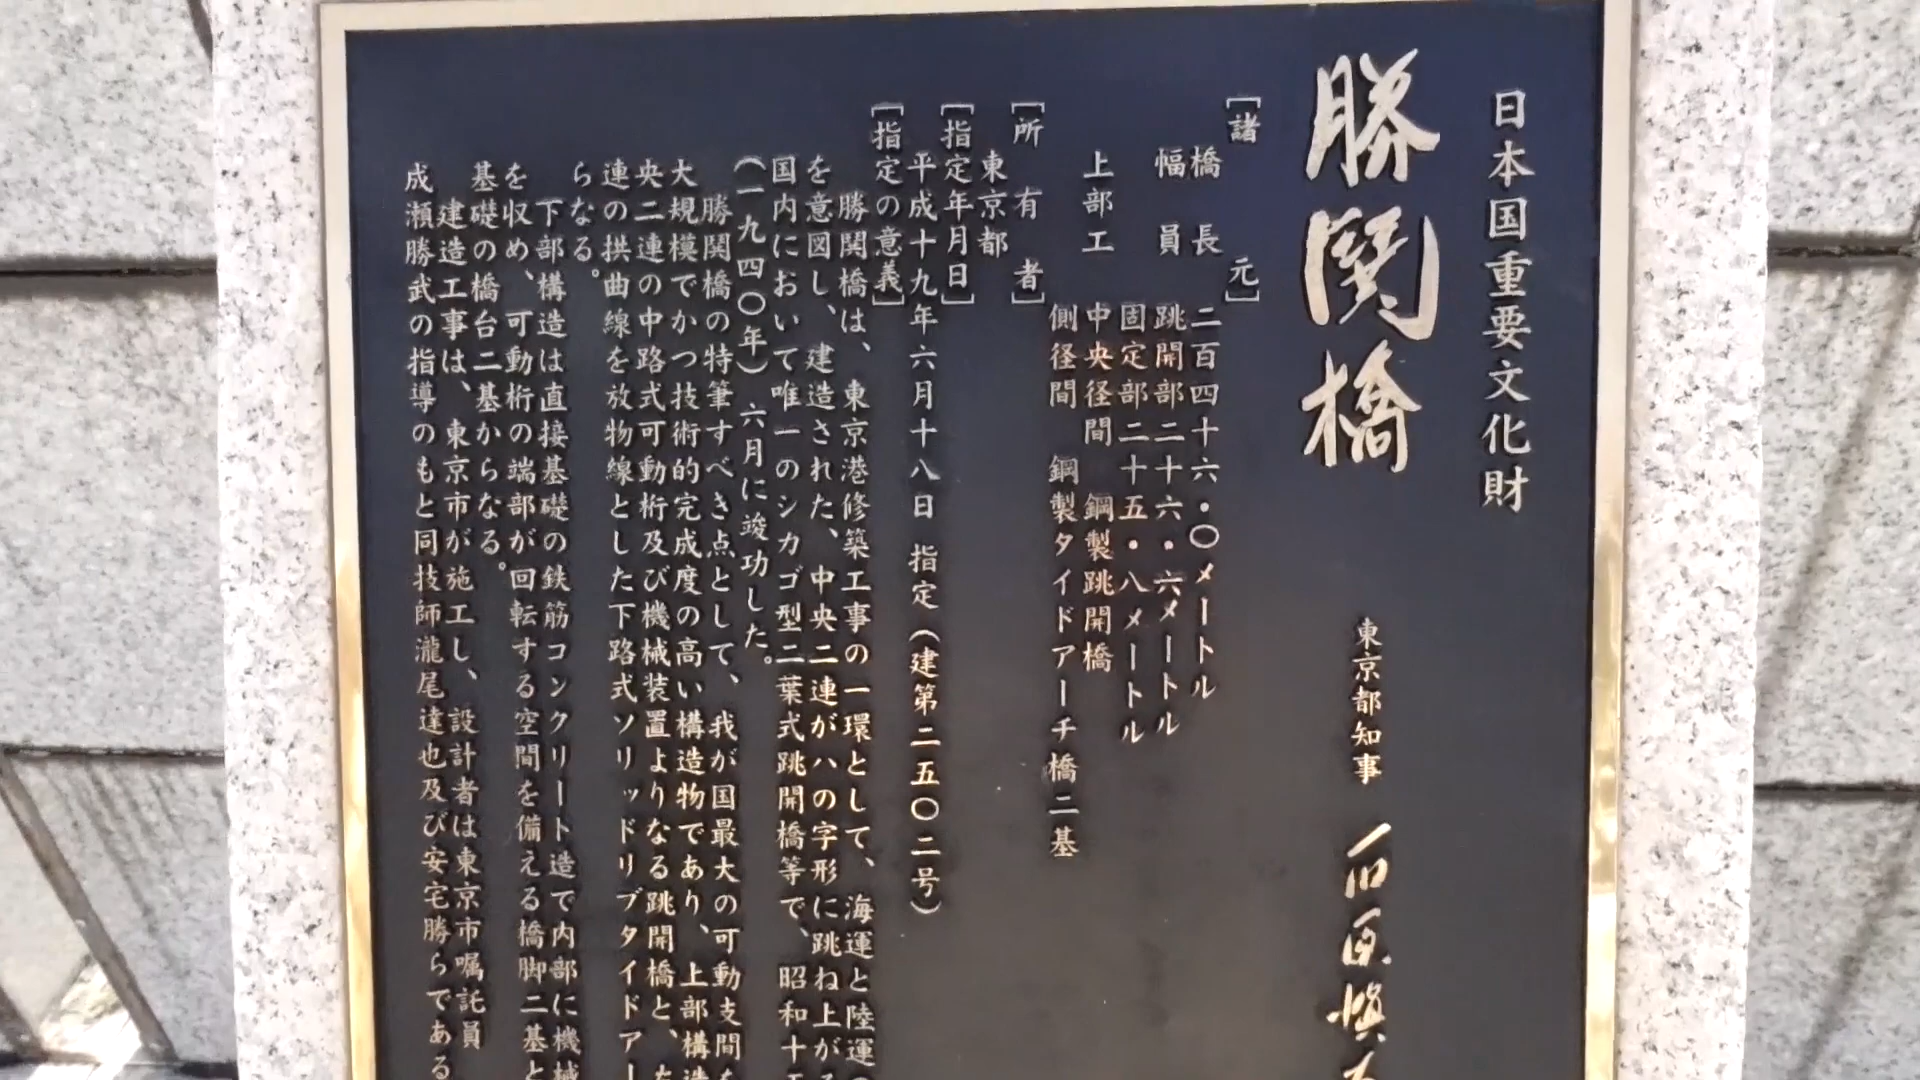 日本国重要文化財
勝鬨橋
東京都知事 石原慎
[諸元]
橋長 二百四十六・〇メートル
幅員 跳開部二十六・六メートル
固定部二十五・八メートル
上部工 中央径間 鋼製跳開橋
側径間 鋼製タイドアーチ橋二基
[所有者]
東京都
[指定年月日]
平成十九年六月十八日 指定(建第二五〇二号)
[指定の意義]
勝鬨橋は、東京港修築工事の一環として、海運と陸運の
を意図し、建造された、中央二連がハの字形に跳ね上がる
国内において唯一のシカゴ型二葉式跳開橋等で、昭和十五
(一九四〇年)六月に竣功した。
勝鬨橋の特筆すべき点として、我が国最大の可動支間を
大規模でかつ技術的完成度の高い構造物であり、上部構造
央二連の中路式可動桁及び機械装置よりなる跳開橋と、
連の拱曲線を放物線とした下路式ソリッドリブタイドアー
らなる。
下部構造は直接基礎の鉄筋コンクリート造で内部に機械
を収め、可動桁の端部が回転する空間を備える橋脚二基と
基礎の橋台二基からなる。
建造工事は、東京市が施工し、設計者は東京市嘱託員
成瀬勝武の指導のもと同技師瀧尾達也及び安宅勝らである